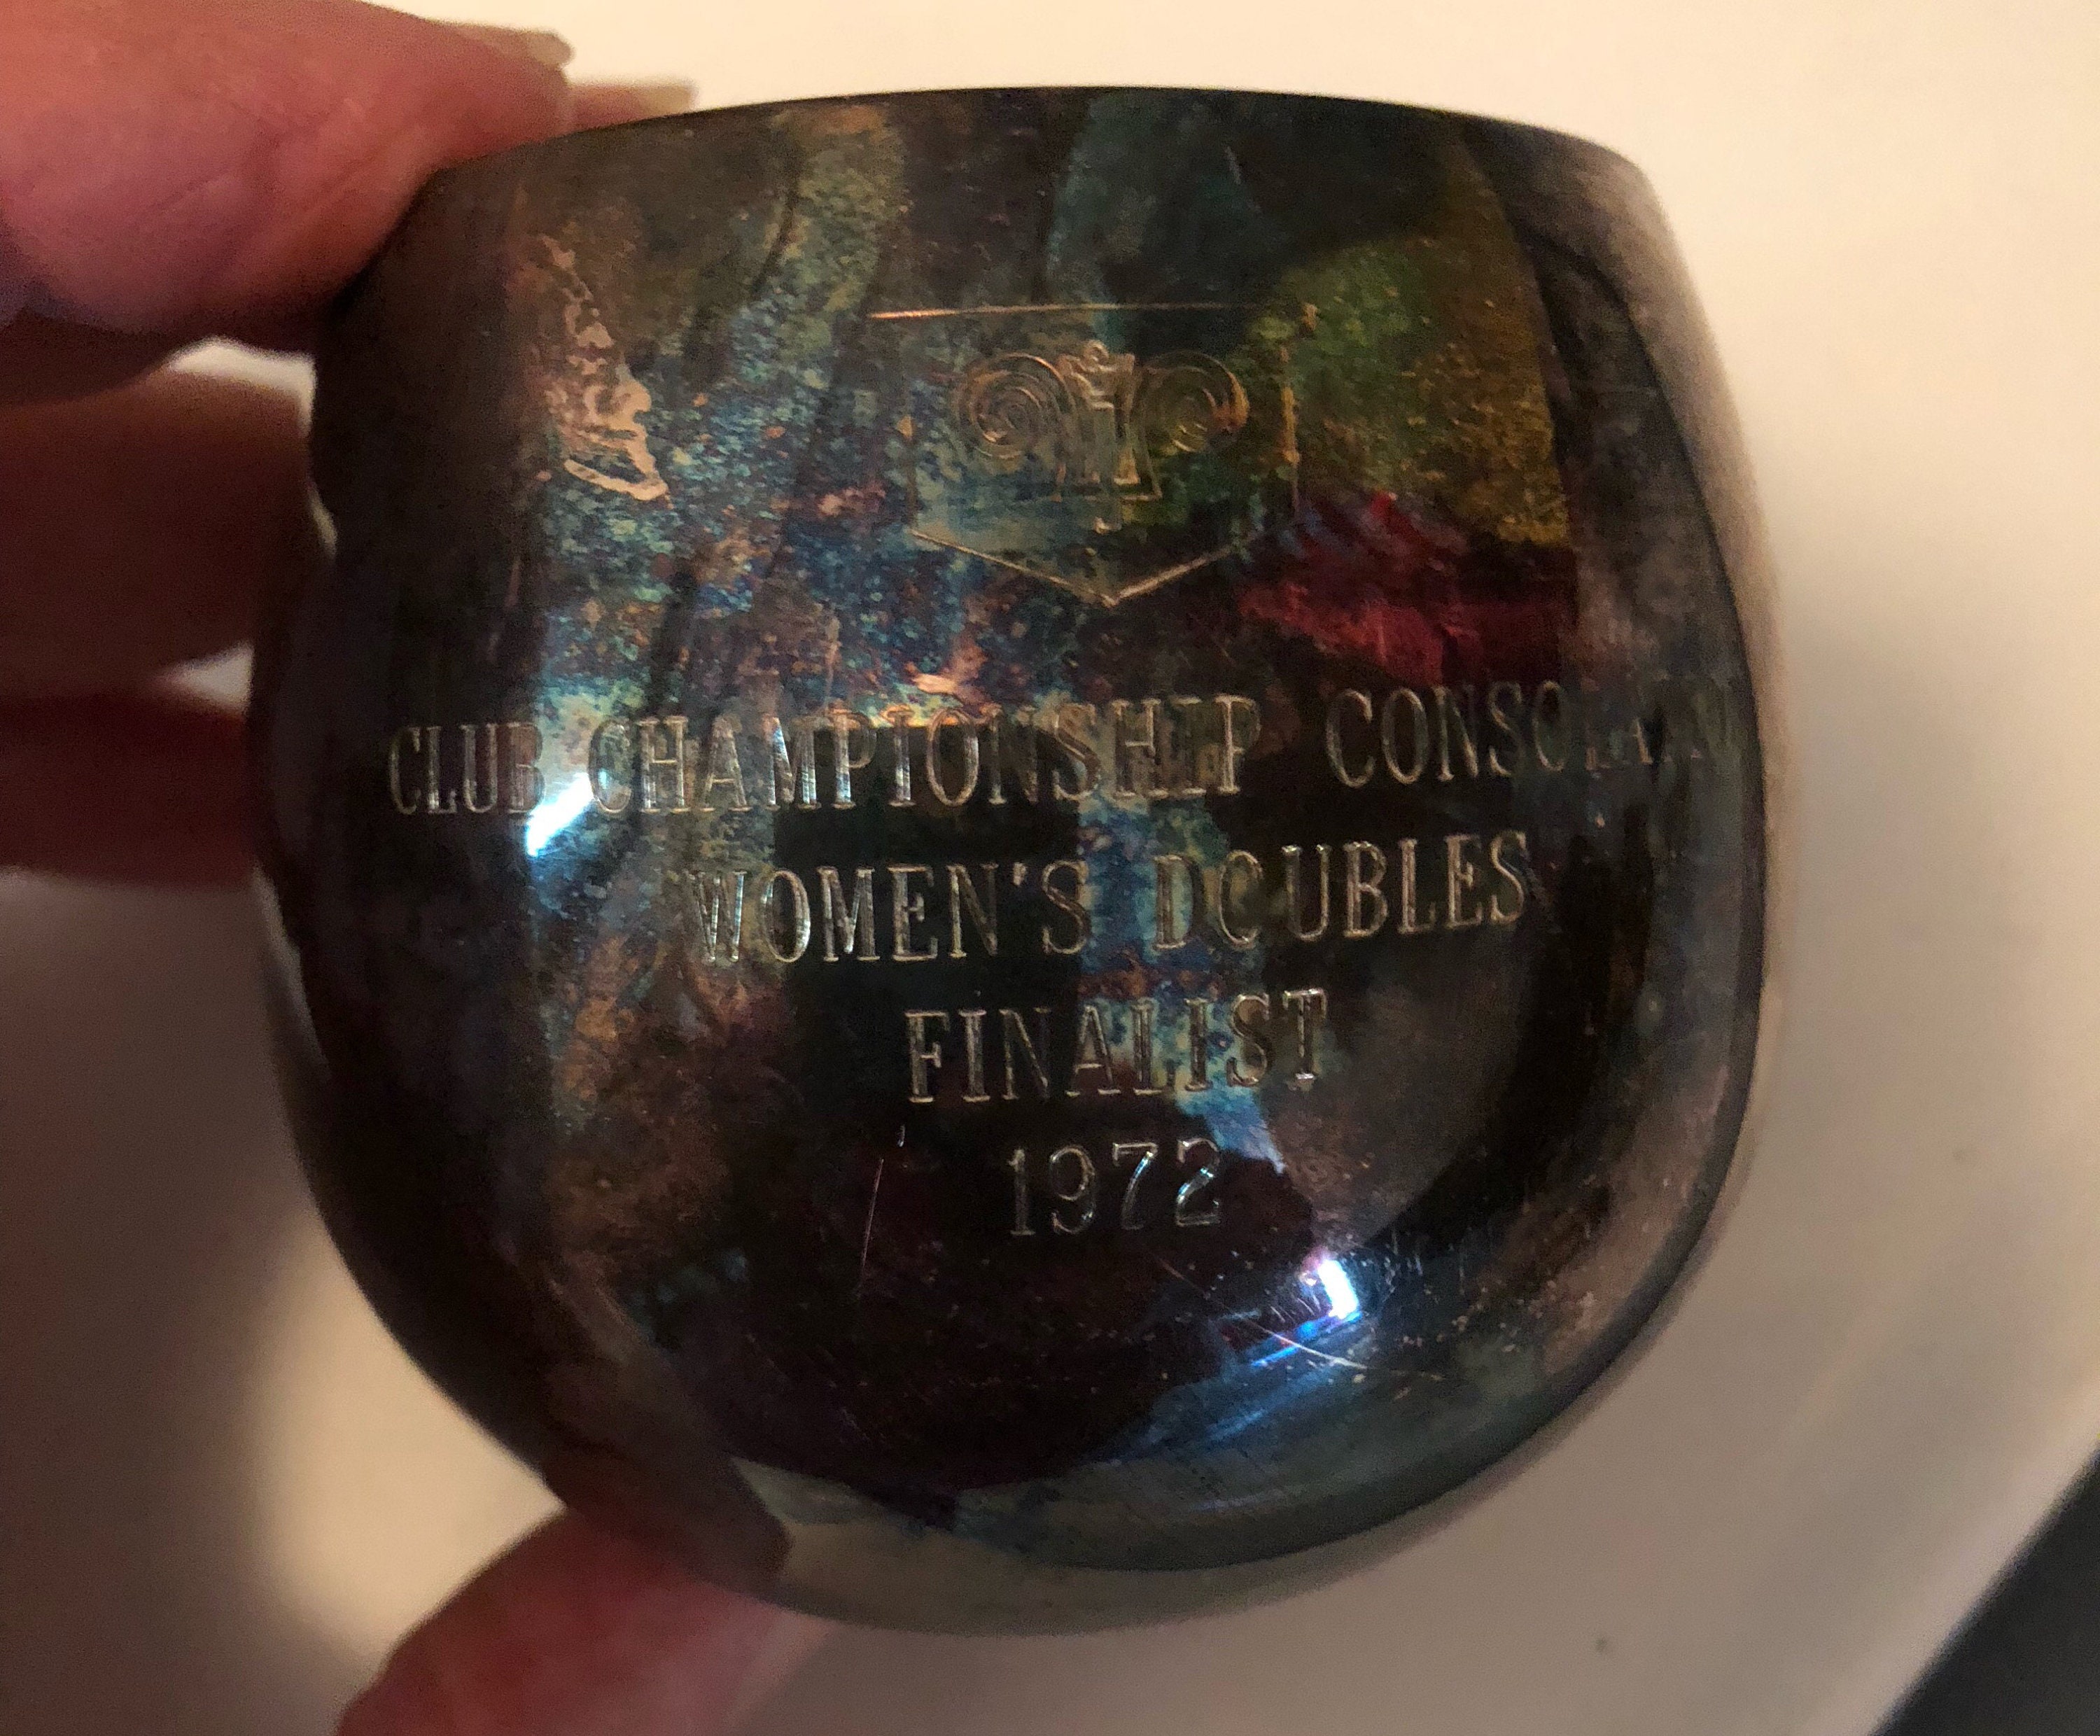 CLUB CHAMPIONSHIP
WOMEN'S DOUBLES
FINALIST
1972